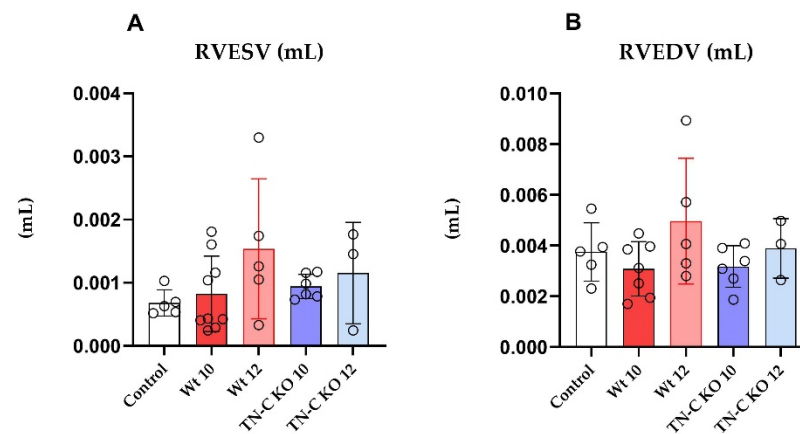 A
RVESV (mL)
0.004
0.003
0.002
0.001
0.000
(mL)
Control
Wt 10
Wt 12
TN-C KO 10
TN-C KO 12
B
RVEDV (mL)
0.010
0.008
0.006
0.004
0.002
0.000
(mL)
Control
Wt 10
Wt 12
TN-C KO 10
TN-C KO 12